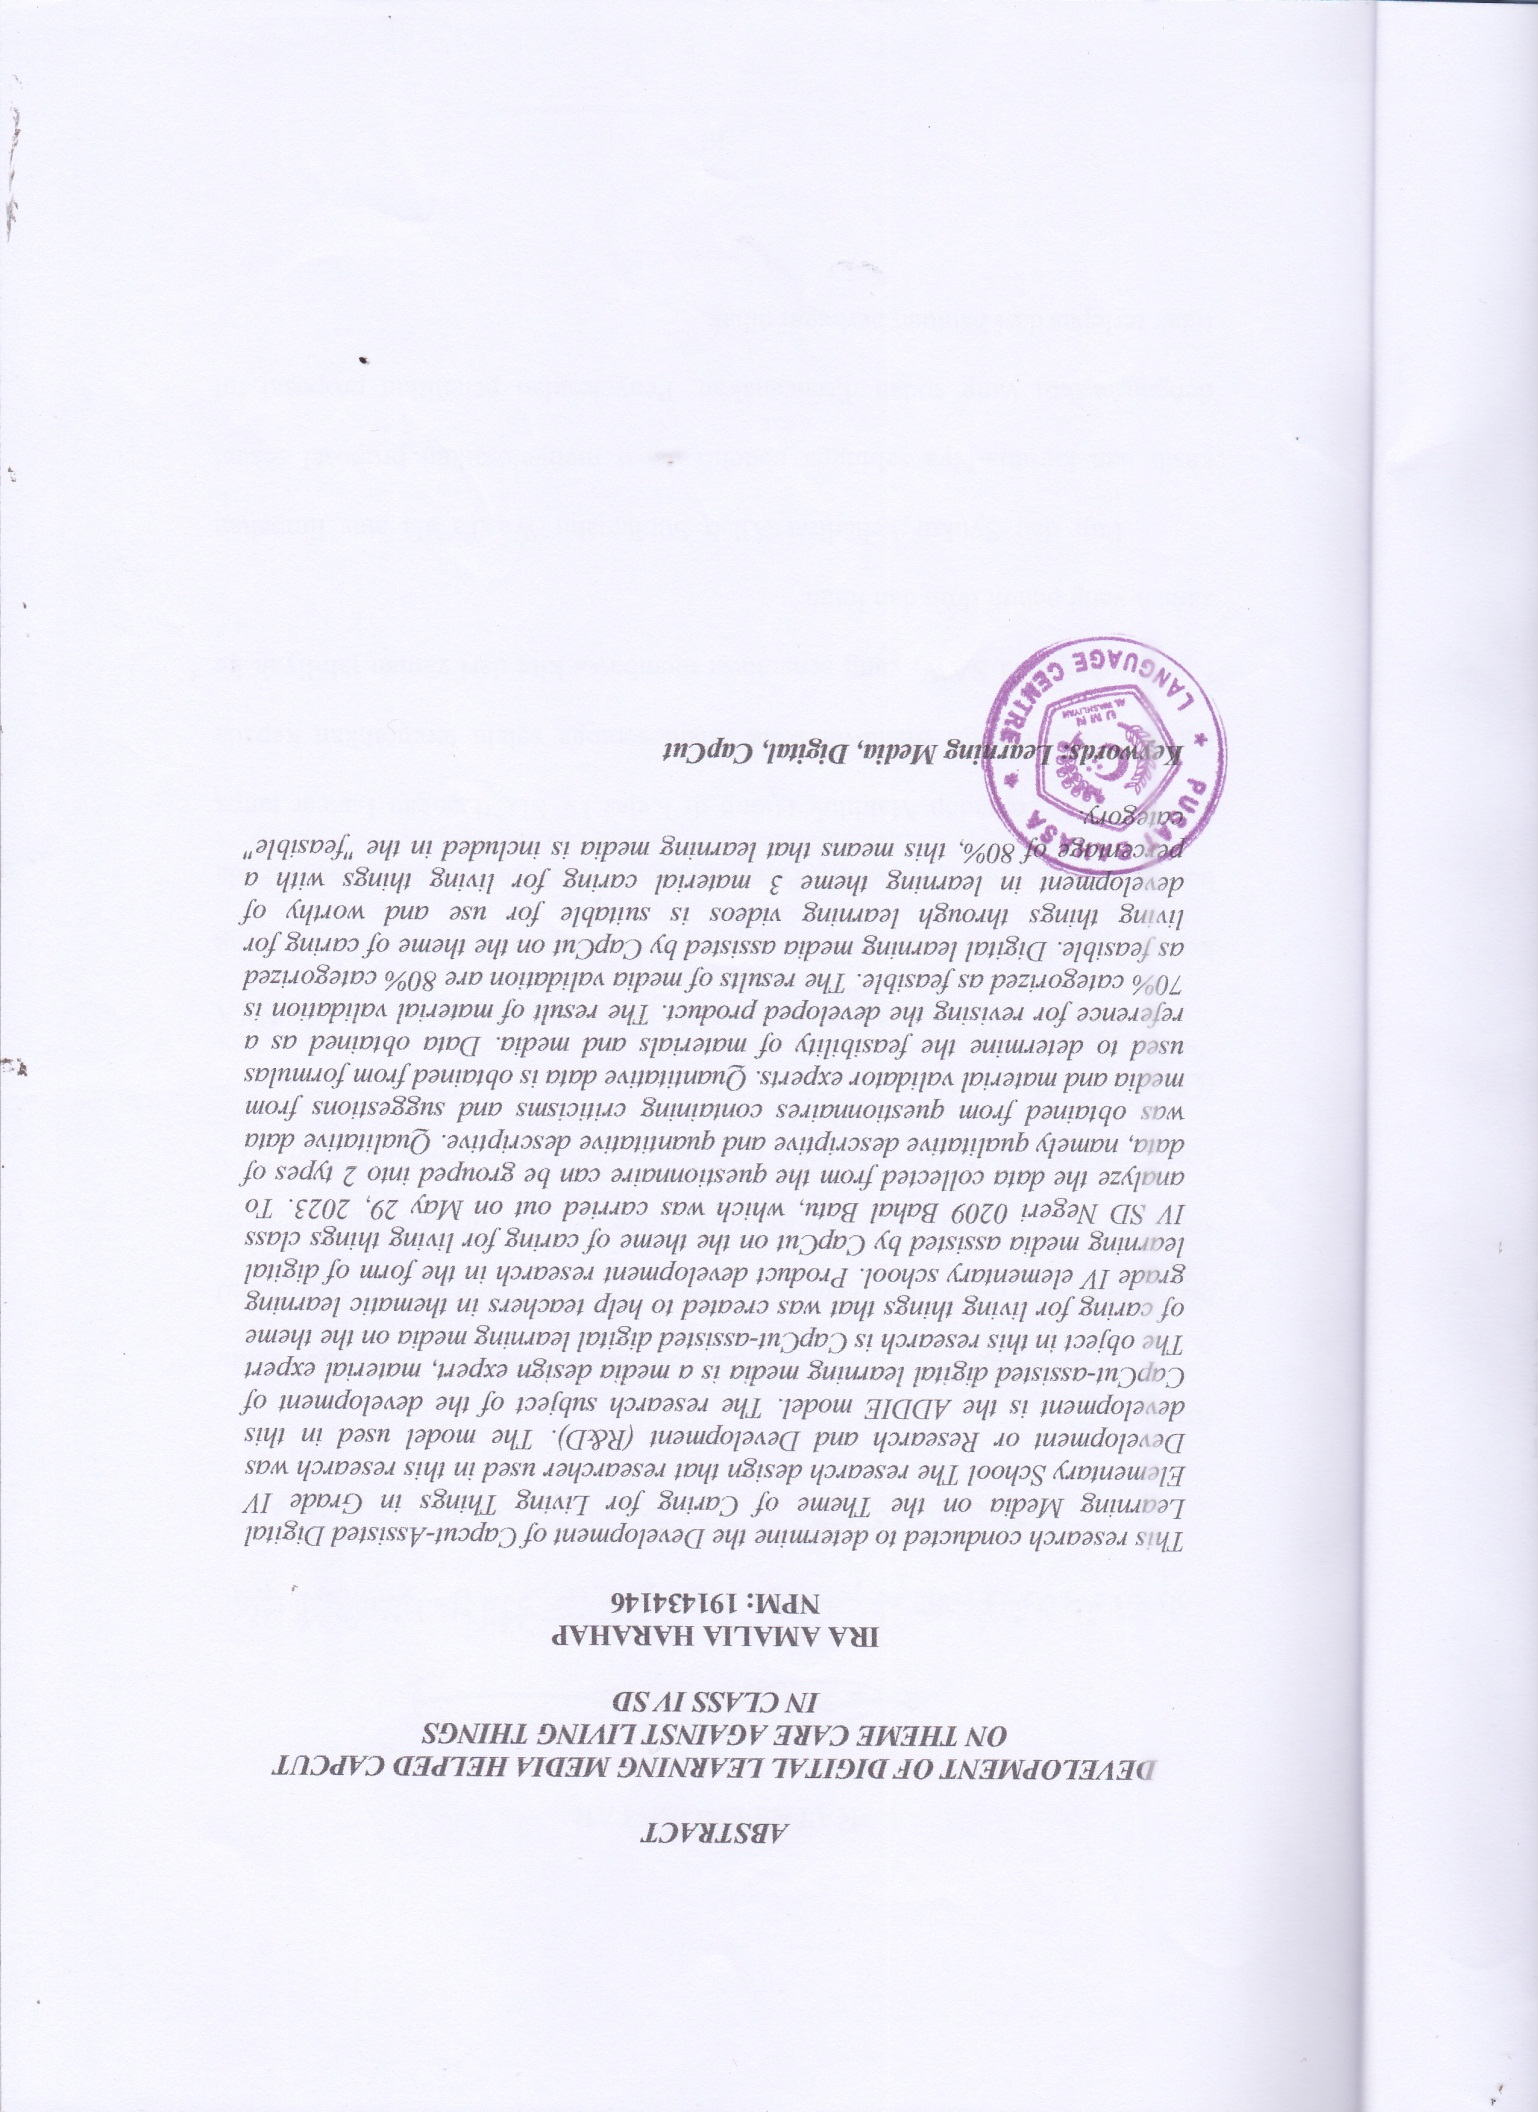 ABSTRACT
DEVELOPMENT OF DIGITAL LEARNING MEDIA HELPED CAPCUT
ON THEME CARE AGAINST LIVING THINGS
IN CLASS IV SD
IRA AMALIA HARAHAP
NPM: 191434146
This research conducted to determine the Development of Capcut-Assisted Digital
Learning Media on the Theme of Caring for Living Things in Grade IV
Elementary School The research design that researcher used in this research was
Development or Research and Development (R&D). The model used in this
development is the ADDIE model. The research subject of the development of
CapCut-assisted digital learning media is a media design expert, material expert
The object in this research is CapCut-assisted digital learning media on the theme
of caring for living things that was created to help teachers in thematic learning
grade IV elementary school. Product development research in the form of digital
learning media assisted by CapCut on the theme of caring for living things class
IV SD Negeri 0209 Bahal Batu, which was carried out on May 29, 2023. To
analyze the data collected from the questionnaire can be grouped into 2 types of
data, namely qualitative descriptive and quantitative descriptive. Qualitative data
was obtained from questionnaires containing criticisms and suggestions from
media and material validator experts. Quantitative data is obtained from formulas
used to determine the feasibility of materials and media. Data obtained as a
reference for revising the developed product. The result of material validation is
70% categorized as feasible. The results of media validation are 80% categorized
as feasible. Digital learning media assisted by CapCut on the theme of caring for
living things through learning videos is suitable for use and worthy of
development in learning theme 3 material caring for living things with a
percentage of 80%, this means that learning media is included in the "feasible"
category.
Keywords: Learning Media, Digital, CapCut
★ PUSAT BAHASA ★
LANGUAGE CENTRE
UMN
AL WASHLIYAH